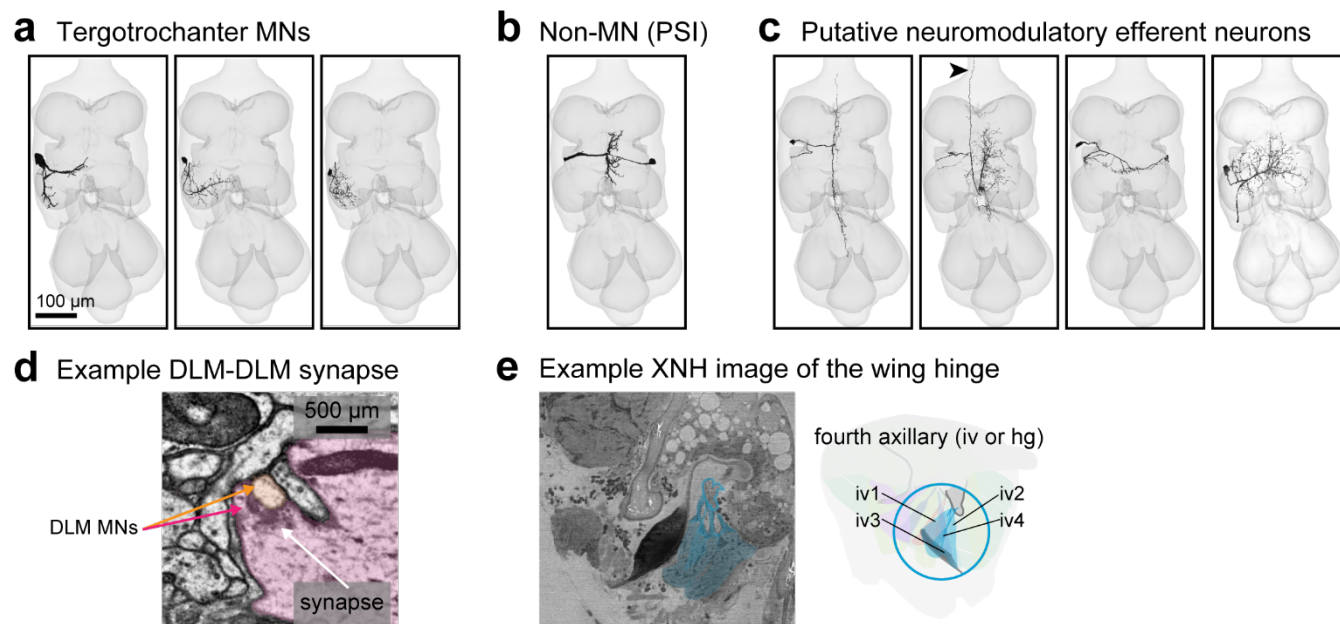 a Tergotrochanter MNs
b Non-MN (PSI)
c Putative neuromodulatory efferent neurons
100 µm
d Example DLM-DLM synapse
500 µm
DLM MNs
synapse
e Example XNH image of the wing hinge
fourth axillary (iv or hg)
iv1
iv2
iv3
iv4